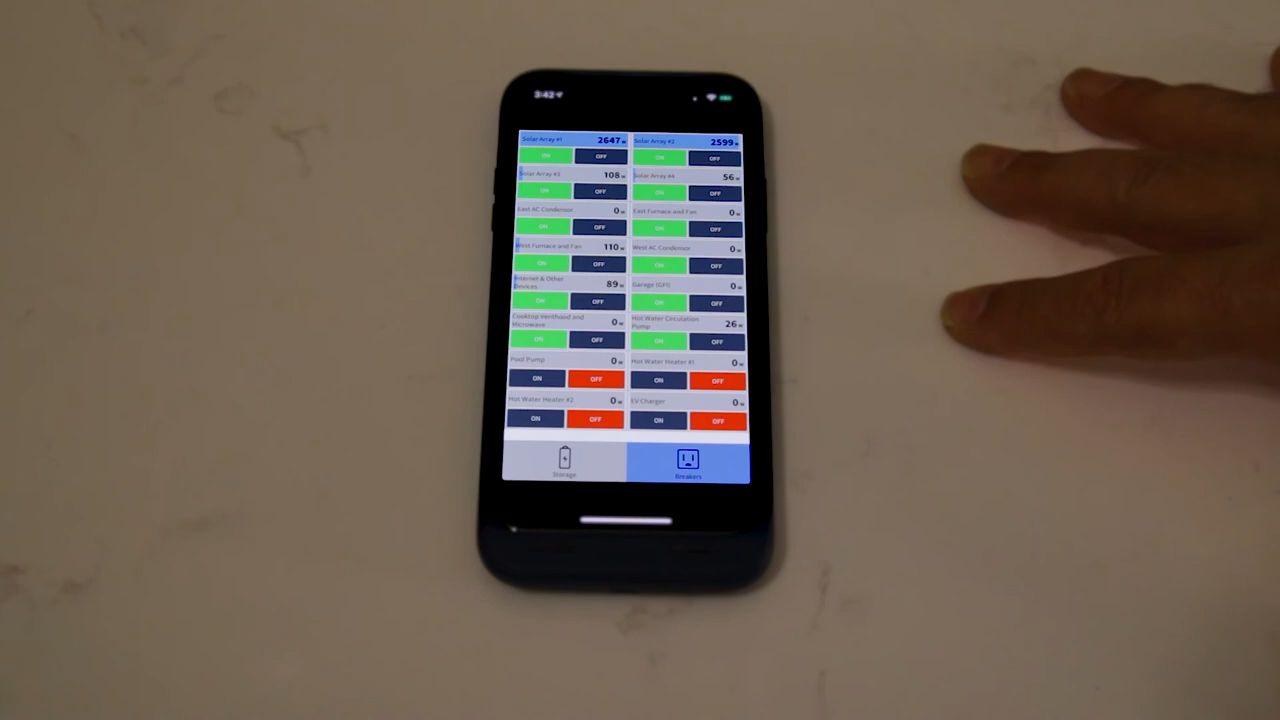 3:42
Solar Array #1 2647 w Solar Array #2 2599 w
ON OFF ON OFF
Solar Array #3 108 w Solar Array #4 56 w
ON OFF ON OFF
East AC Condensor 0 w East Furnace and Fan 0 w
ON OFF ON OFF
West Furnace and Fan 110 w West AC Condensor 0 w
ON OFF ON OFF
Internet & Other
Devices 89 w Garage (GFI) 0 w
ON OFF ON OFF
Cooktop Venthood and
Microwave 0 w Hot Water Circulation
Pump 26 w
ON OFF ON OFF
Pool Pump 0 w Hot Water Heater #1 0 w
ON OFF ON OFF
Hot Water Heater #2 0 w EV Charger 0 w
ON OFF ON OFF
Storage Breakers